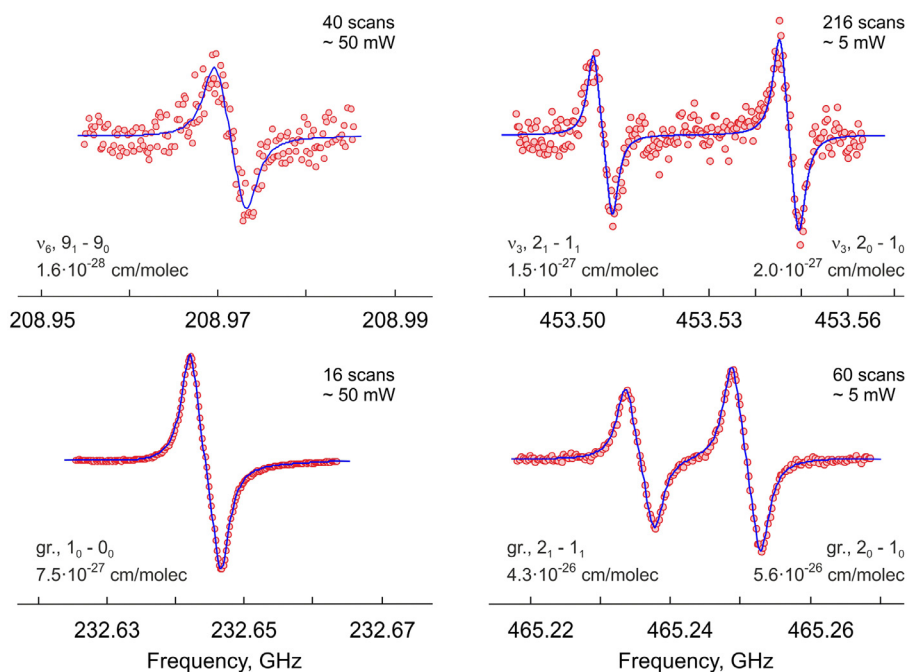 40 scans
~ 50 mW
ν₆, 9₁ - 9₀
1.6·10⁻²⁸ cm/molec
208.95 208.97 208.99
216 scans
~ 5 mW
ν₃, 2₁ - 1₁
1.5·10⁻²⁷ cm/molec
ν₃, 2₀ - 1₀
2.0·10⁻²⁷ cm/molec
453.50 453.53 453.56
16 scans
~ 50 mW
gr., 1₀ - 0₀
7.5·10⁻²⁷ cm/molec
232.63 232.65 232.67
Frequency, GHz
60 scans
~ 5 mW
gr., 2₁ - 1₁
4.3·10⁻²⁶ cm/molec
gr., 2₀ - 1₀
5.6·10⁻²⁶ cm/molec
465.22 465.24 465.26
Frequency, GHz